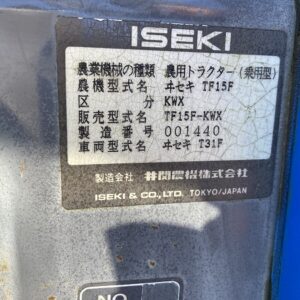 ISEKI
農業機械の種類 農用トラクター(乗用型)
農機型式名 ヰセキ TF15F
区分 KWX
販売型式名 TF15F-KWX
製造番号 001440
車両型式名 ヰセキ T31F
製造会社 井関農機株式会社
ISEKI & CO., LTD. TOKYO/JAPAN
NO